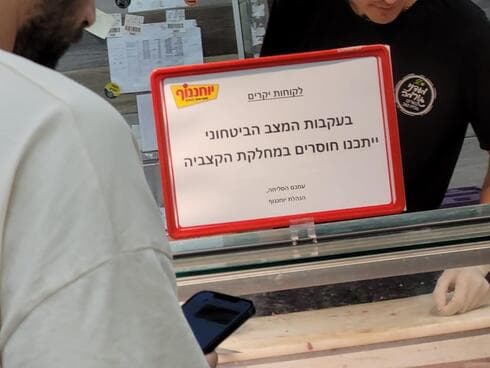 יוחננוף
לקוחות יקרים
בעקבות המצב הביטחוני
ייתכנו חוסרים במחלקת הקצביה
עמכם הסליחה,
הנהלת יוחננוף